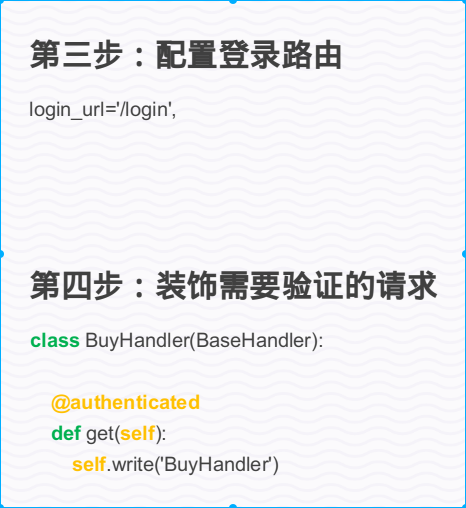 第三步：配置登录路由
login_url='/login',
第四步：装饰需要验证的请求
class BuyHandler(BaseHandler):
@authenticated
def get(self):
self.write('BuyHandler')